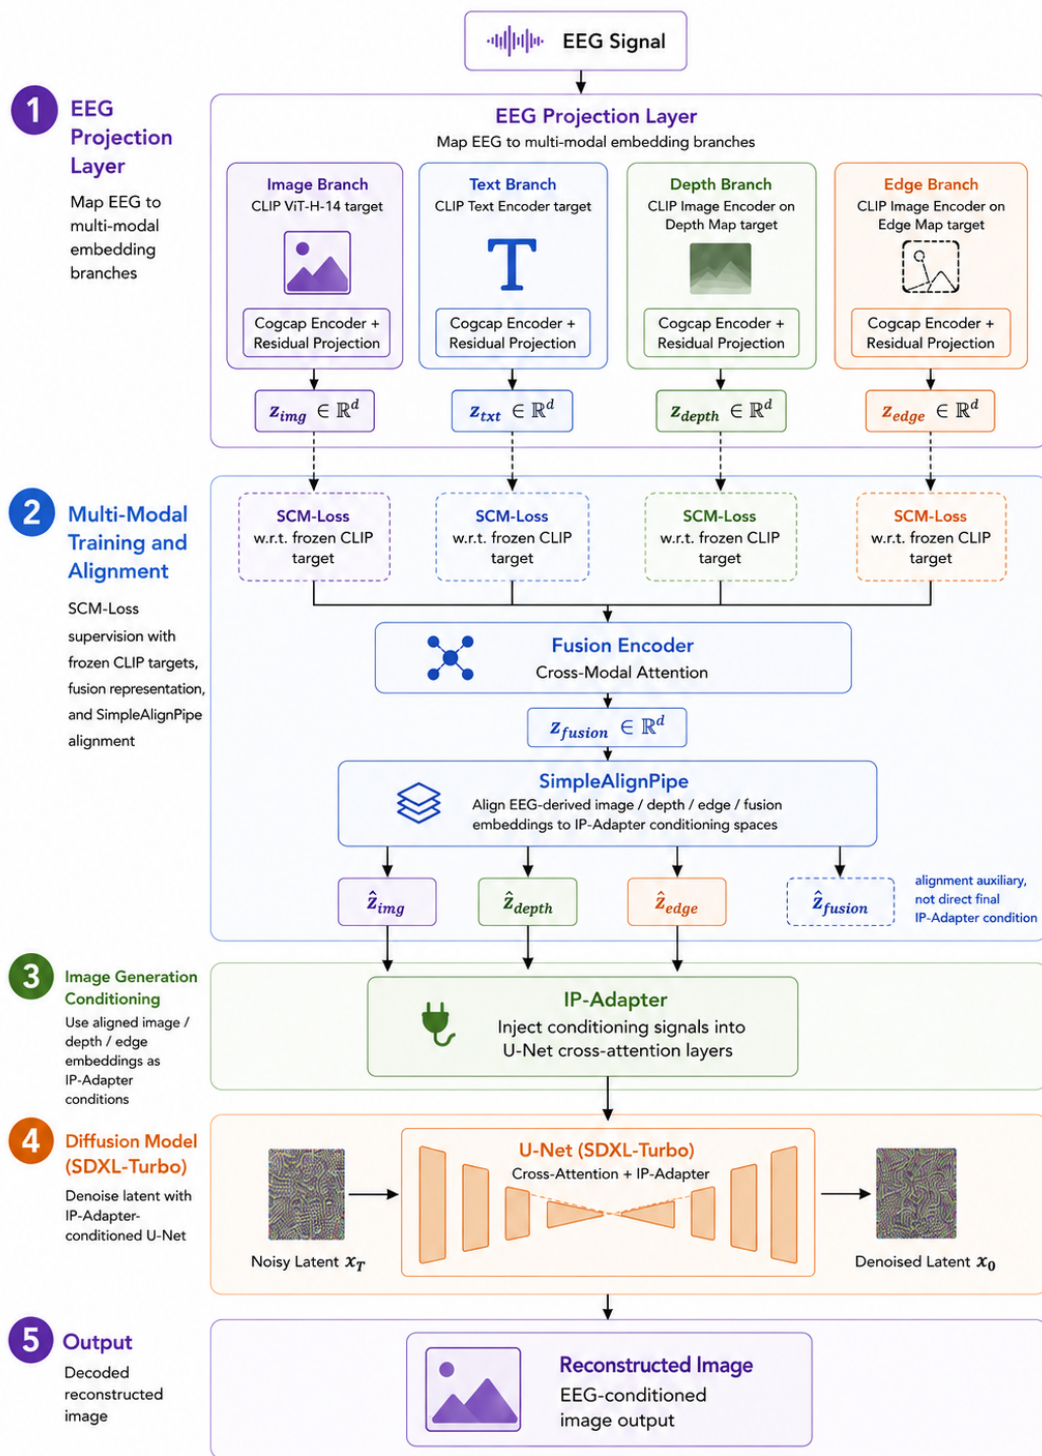 EEG Signal
1
EEG
Projection
Layer
Map EEG to
multi-modal
embedding
branches
EEG Projection Layer
Map EEG to multi-modal embedding branches
Image Branch
CLIP ViT-H-14 target
Cogcap Encoder +
Residual Projection
z_img ∈ ℝ^d
Text Branch
CLIP Text Encoder target
T
Cogcap Encoder +
Residual Projection
z_txt ∈ ℝ^d
Depth Branch
CLIP Image Encoder on
Depth Map target
Cogcap Encoder +
Residual Projection
z_depth ∈ ℝ^d
Edge Branch
CLIP Image Encoder on
Edge Map target
Cogcap Encoder +
Residual Projection
z_edge ∈ ℝ^d
2
Multi-Modal
Training and
Alignment
SCM-Loss
supervision with
frozen CLIP targets,
fusion representation,
and SimpleAlignPipe
alignment
SCM-Loss
w.r.t. frozen CLIP
target
SCM-Loss
w.r.t. frozen CLIP
target
SCM-Loss
w.r.t. frozen CLIP
target
SCM-Loss
w.r.t. frozen CLIP
target
Fusion Encoder
Cross-Modal Attention
z_fusion ∈ ℝ^d
SimpleAlignPipe
Align EEG-derived image / depth / edge / fusion
embeddings to IP-Adapter conditioning spaces
ẑ_img
ẑ_depth
ẑ_edge
ẑ_fusion
alignment auxiliary,
not direct final
IP-Adapter condition
3
Image Generation
Conditioning
Use aligned image /
depth / edge
embeddings as
IP-Adapter
conditions
IP-Adapter
Inject conditioning signals into
U-Net cross-attention layers
4
Diffusion Model
(SDXL-Turbo)
Denoise latent with
IP-Adapter-
conditioned U-Net
Noisy Latent x_T
U-Net (SDXL-Turbo)
Cross-Attention + IP-Adapter
Denoised Latent x_0
5
Output
Decoded
reconstructed
image
Reconstructed Image
EEG-conditioned
image output